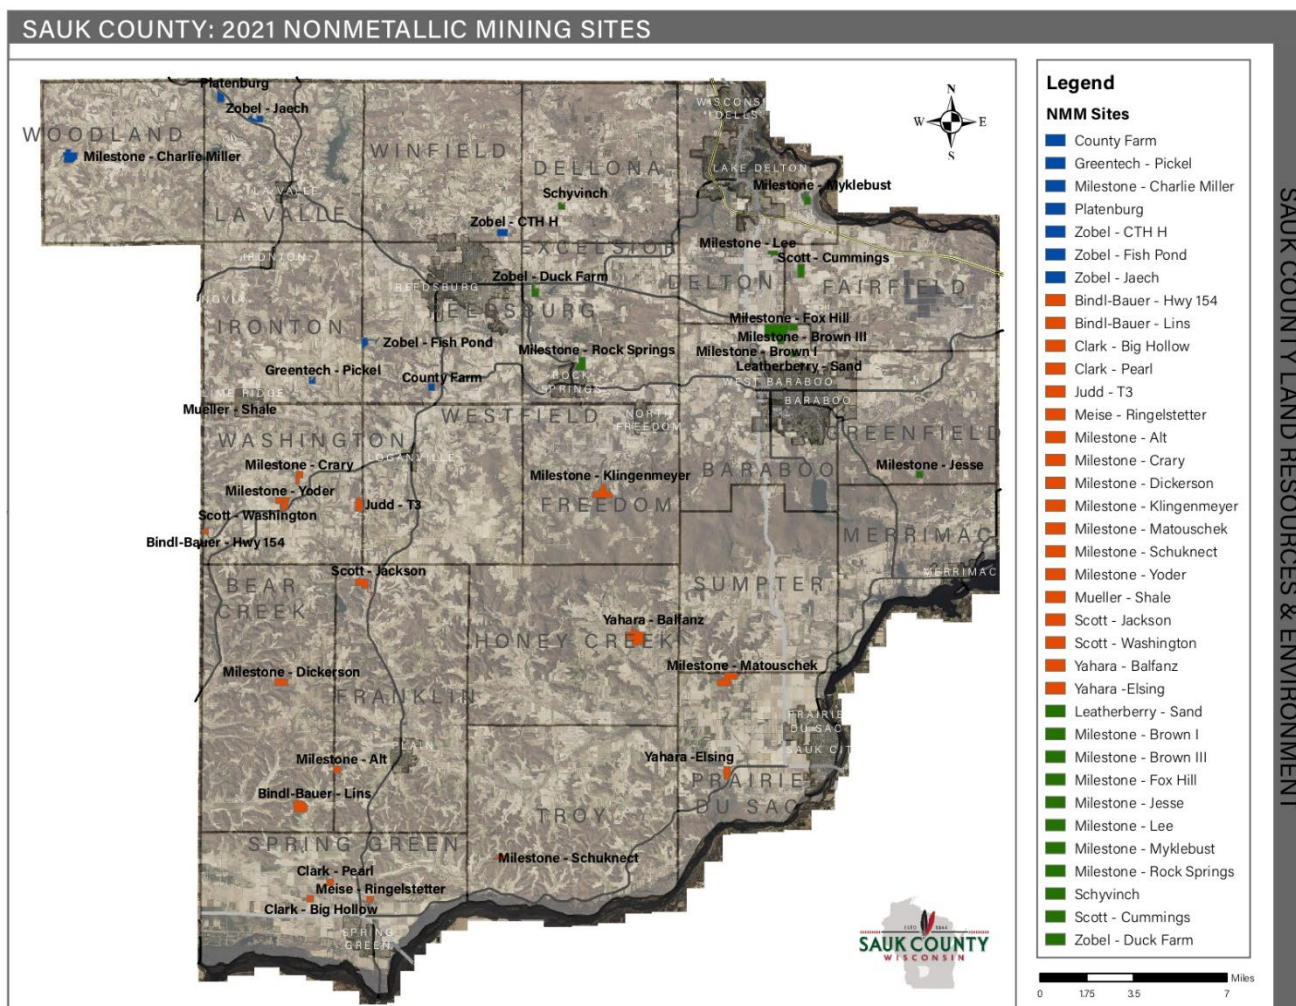 SAUK COUNTY: 2021 NONMETALLIC MINING SITES
Platenburg
Zobel - Jaech
WOODLAND
Milestone - Charlie Miller
LA VALLE
LA VALLE
WINFIELD
DELLONA
Schyvinch
Zobel - CTH H
LAKE DELTON
Milestone - Myklebust
N
W
E
S
EXCELSIOR
Milestone - Lee
Scott - Cummings
IRONTON
REEDSBURG
Zobel - Duck Farm
DELTON
FAIRFIELD
IRONTON
REEDSBURG
Zobel - Fish Pond
Milestone - Fox Hill
Milestone - Brown III
Milestone - Rock Springs
Milestone - Brown I
Leatherberry - Sand
Greentech - Pickel
County Farm
ROCK
SPRINGS
WEST BARABOO
BARABOO
Mueller - Shale
WESTFIELD
NORTH
FREEDOM
WASHINGTON
LOGANVILLE
GREENFIELD
Milestone - Crary
Milestone - Klingenmeyer
BARABOO
Milestone - Jesse
Milestone - Yoder
Judd - T3
FREEDOM
Scott - Washington
Bindl-Bauer - Hwy 154
MERRIMAC
MERRIMAC
Scott - Jackson
BEAR
CREEK
SUMPTER
Yahara - Balfanz
HONEY CREEK
Milestone - Dickerson
Milestone - Matouschek
FRANKLIN
PRAIRIE
DU SAC
SAUK CIT
PLAIN
Milestone - Alt
Yahara -Elsing
Bindl-Bauer - Lins
PRAIRIE
DU SAC
TROY
SPRING GREEN
Milestone - Schuknect
Clark - Pearl
Meise - Ringelstetter
Clark - Big Hollow
SPRING
GREEN
SAUK COUNTY
WISCONSIN
Legend
NMM Sites
County Farm
Greentech - Pickel
Milestone - Charlie Miller
Platenburg
Zobel - CTH H
Zobel - Fish Pond
Zobel - Jaech
Bindl-Bauer - Hwy 154
Bindl-Bauer - Lins
Clark - Big Hollow
Clark - Pearl
Judd - T3
Meise - Ringelstetter
Milestone - Alt
Milestone - Crary
Milestone - Dickerson
Milestone - Klingenmeyer
Milestone - Matouschek
Milestone - Schuknect
Milestone - Yoder
Mueller - Shale
Scott - Jackson
Scott - Washington
Yahara - Balfanz
Yahara -Elsing
Leatherberry - Sand
Milestone - Brown I
Milestone - Brown III
Milestone - Fox Hill
Milestone - Jesse
Milestone - Lee
Milestone - Myklebust
Milestone - Rock Springs
Schyvinch
Scott - Cummings
Zobel - Duck Farm
Miles
0 1.75 3.5 7
SAUK COUNTY LAND RESOURCES & ENVIRONMENT